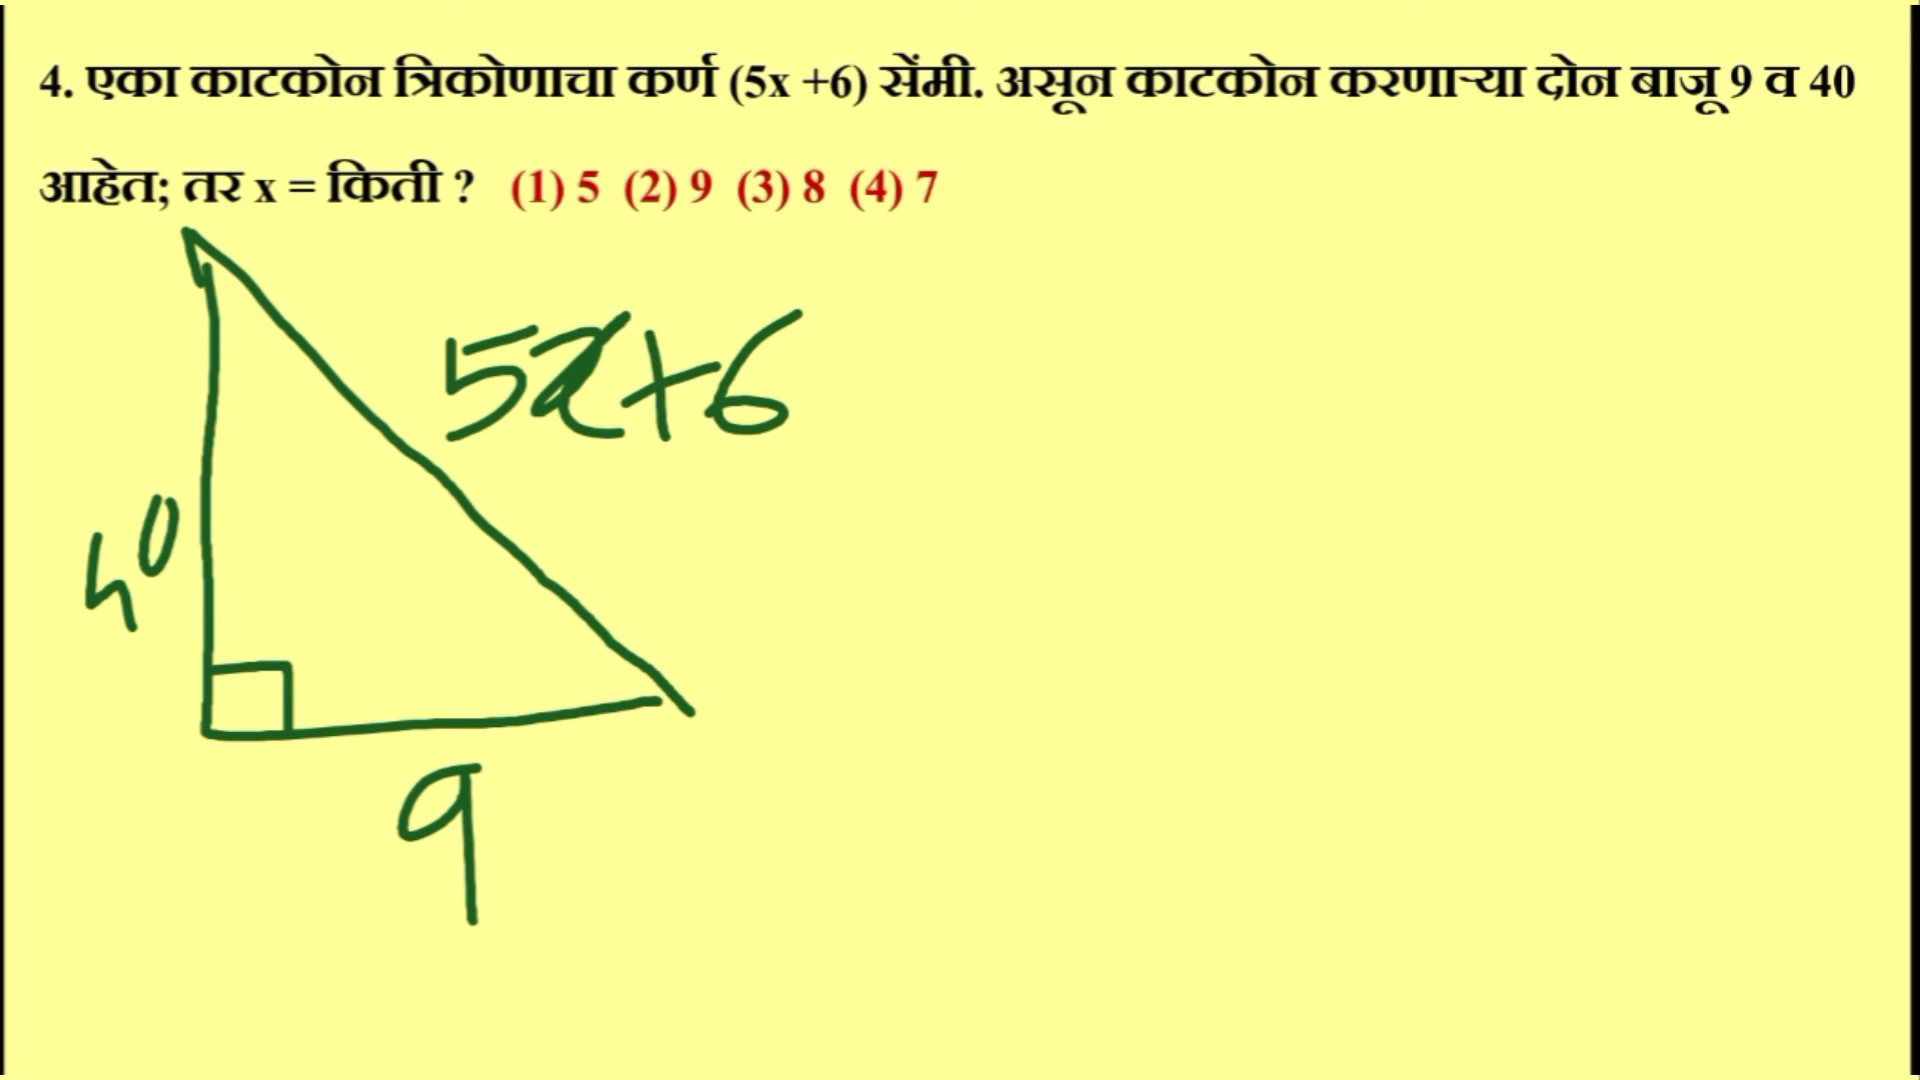 4. एका काटकोन त्रिकोणाचा कर्ण (5x +6) सेंमी. असून काटकोन करणाऱ्या दोन बाजू 9 व 40
आहेत; तर x = किती ? (1) 5 (2) 9 (3) 8 (4) 7
5x+6
40
9